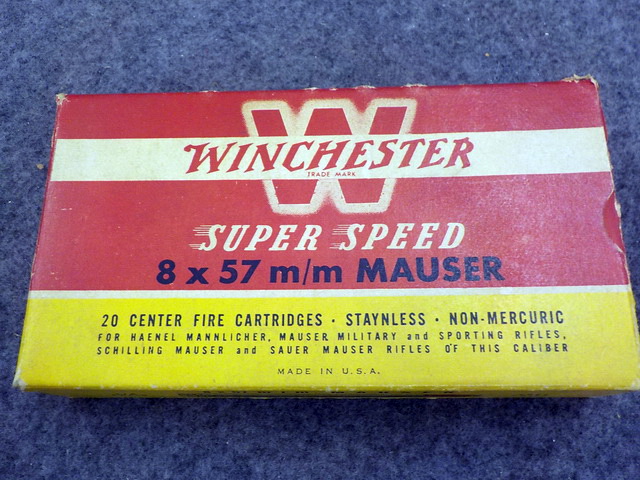 W
WINCHESTER
TRADE MARK
SUPER SPEED
8 x 57 m/m MAUSER
20 CENTER FIRE CARTRIDGES · STAYNLESS · NON-MERCURIC
FOR HAENEL MANNLICHER, MAUSER MILITARY and SPORTING RIFLES,
SCHILLING MAUSER and SAUER MAUSER RIFLES OF THIS CALIBER
MADE IN U.S.A.